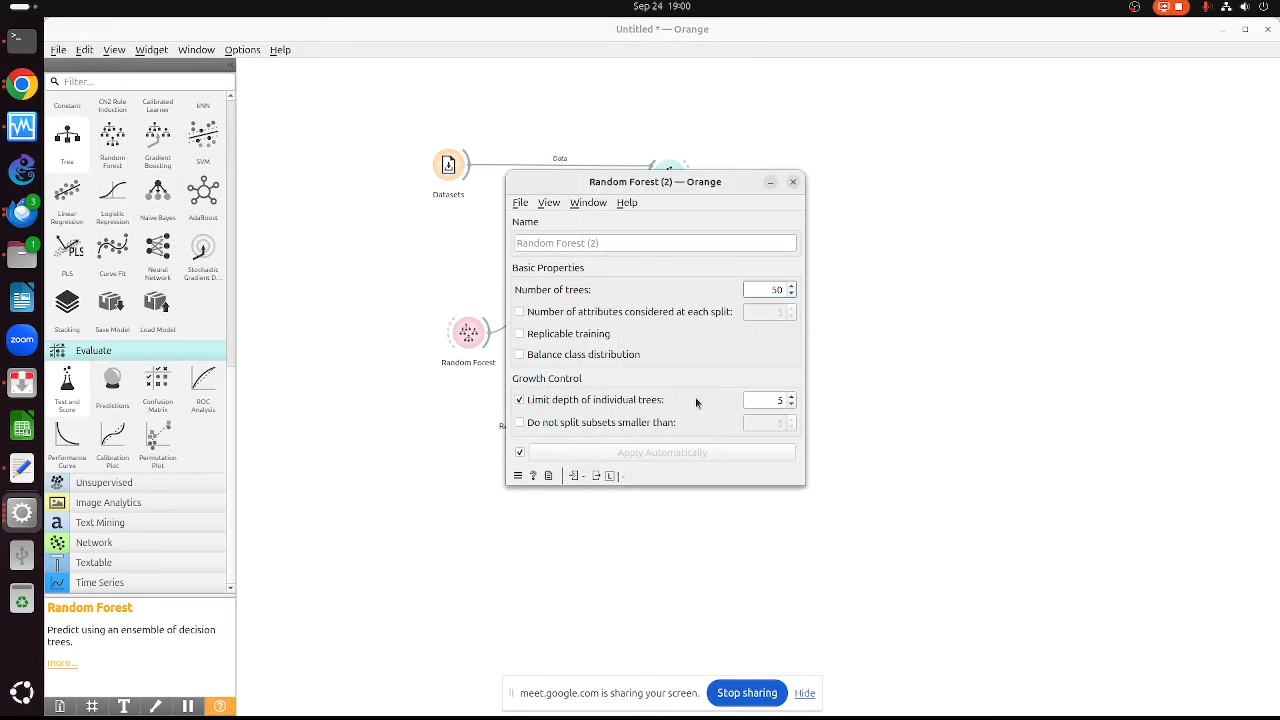 Sep 24 19:00
Untitled * — Orange
File Edit View Widget Window Options Help
Filter...
Constant
CN2 Rule
Induction
Calibrated
Learner
kNN
Tree
Random
Forest
Gradient
Boosting
SVM
Linear
Regression
Logistic
Regression
Naive Bayes
AdaBoost
PLS
PLS
Curve Fit
Neural
Network
Stochastic
Gradient D...
Stacking
Save Model
Load Model
Evaluate
Test and
Score
Predictions
Confusion
Matrix
ROC
Analysis
Performance
Curve
Calibration
Plot
Permutation
Plot
Unsupervised
Image Analytics
a Text Mining
Network
Textable
Time Series
Random Forest
Predict using an ensemble of decision
trees.
more...
T
?
3
1
zoom
Data
Datasets
Random Forest
Random Forest (2) — Orange
File View Window Help
Name
Random Forest (2)
Basic Properties
Number of trees: 50
Number of attributes considered at each split: 5
Replicable training
Balance class distribution
Growth Control
Limit depth of individual trees: 5
Do not split subsets smaller than: 5
Apply Automatically
? L | -
meet.google.com is sharing your screen. Stop sharing Hide